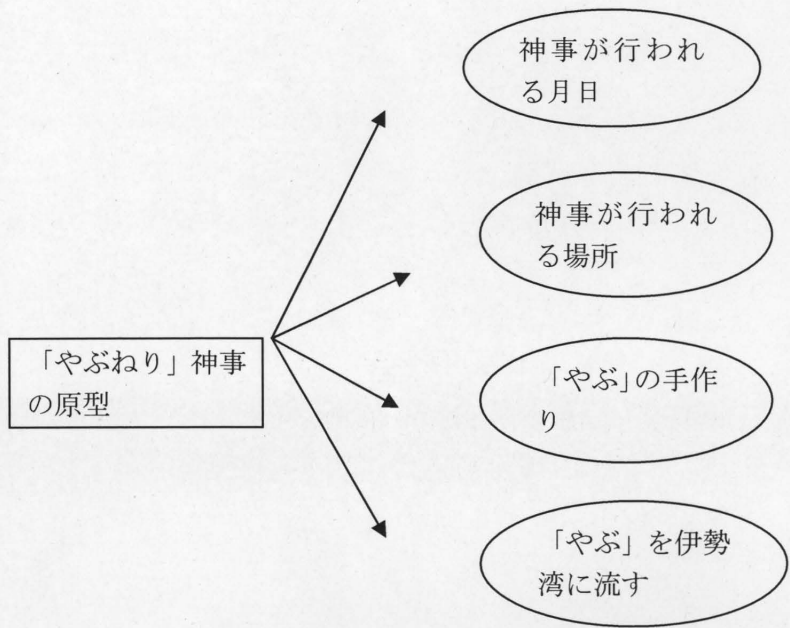 神事が行われ
る月日
神事が行われ
る場所
「やぶねり」神事
の原型
「やぶ」の手作
り
「やぶ」を伊勢
湾に流す